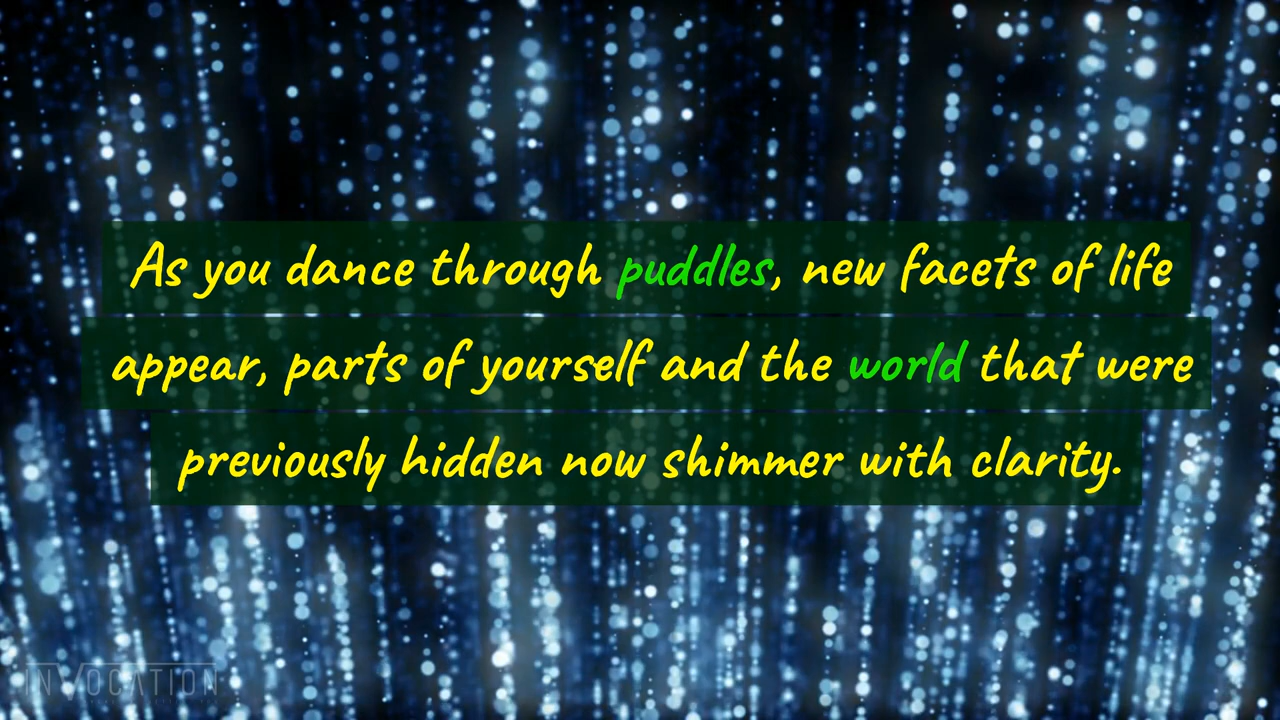 As you dance through puddles, new facets of life
appear, parts of yourself and the world that were
previously hidden now shimmer with clarity.
INVOCATION